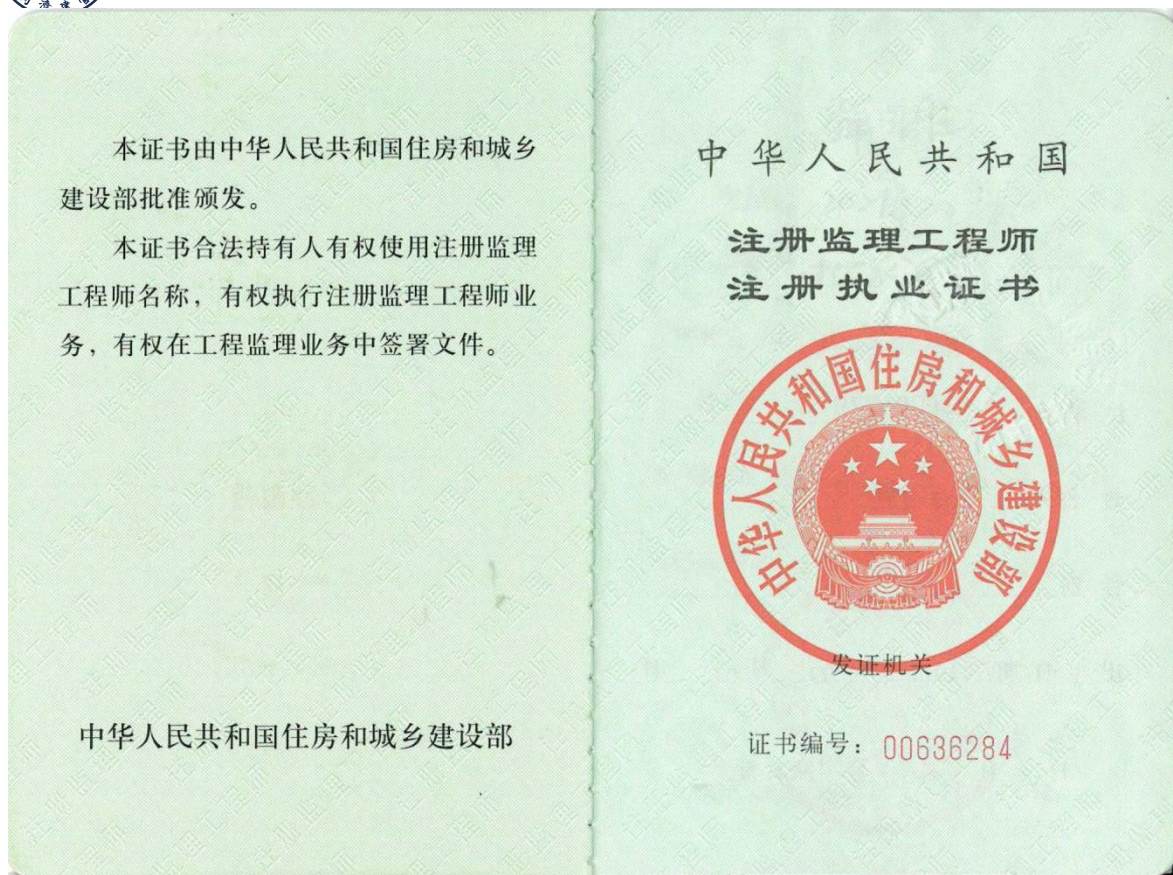 本证书由中华人民共和国住房和城乡
建设部批准颁发。
本证书合法持有人有权使用注册监理
工程师名称，有权执行注册监理工程师业
务，有权在工程监理业务中签署文件。
中华人民共和国住房和城乡建设部
中华人民共和国
注册监理工程师
注册执业证书
中华人民共和国住房和城乡建设部
发证机关
证书编号：00636284